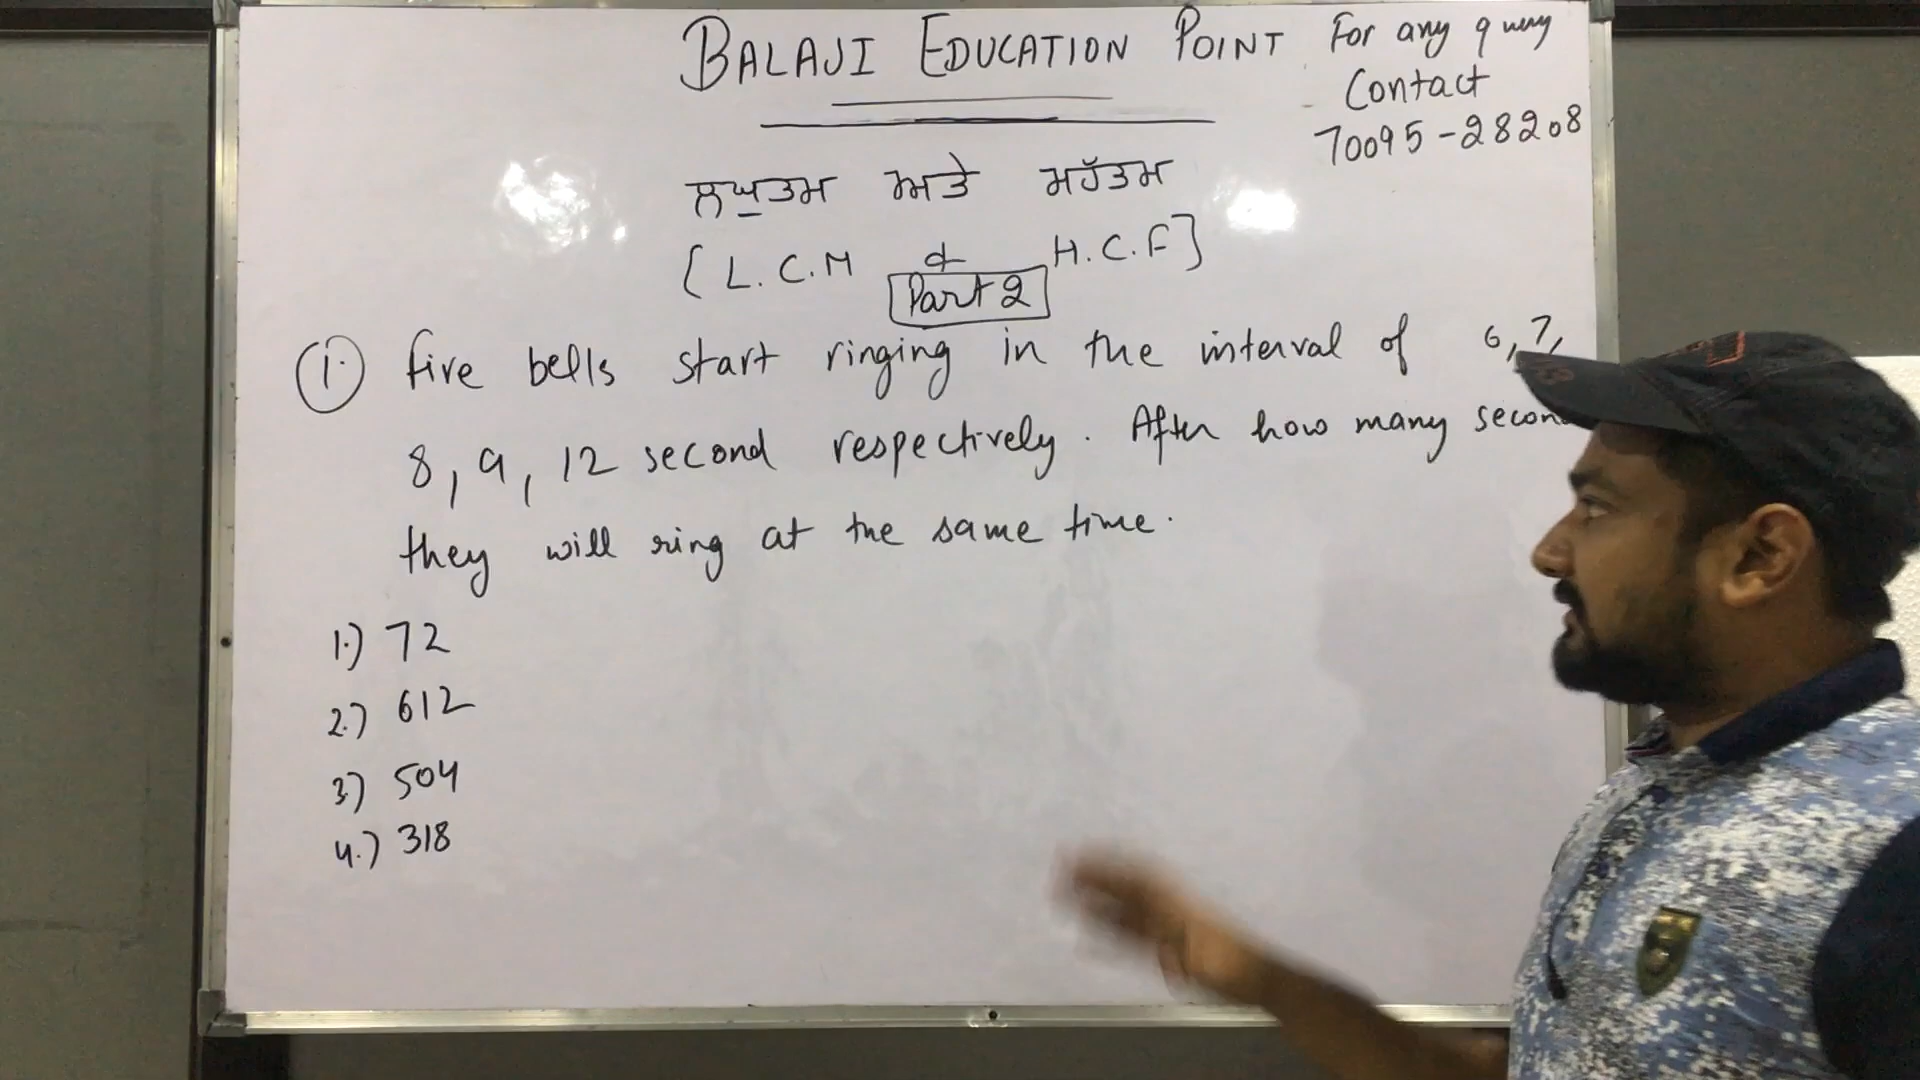 BALAJI EDUCATION POINT
For any query
Contact
70095-28208
ਲਘੁਤਮ ਅਤੇ ਮਹੱਤਮ
[L.C.M & H.C.F]
Part 2
1. five bells start ringing in the interval of 6, 7,
8, 9, 12 second respectively. After how many
they will ring at the same time.
1.) 72
2.) 612
3.) 504
4.) 318